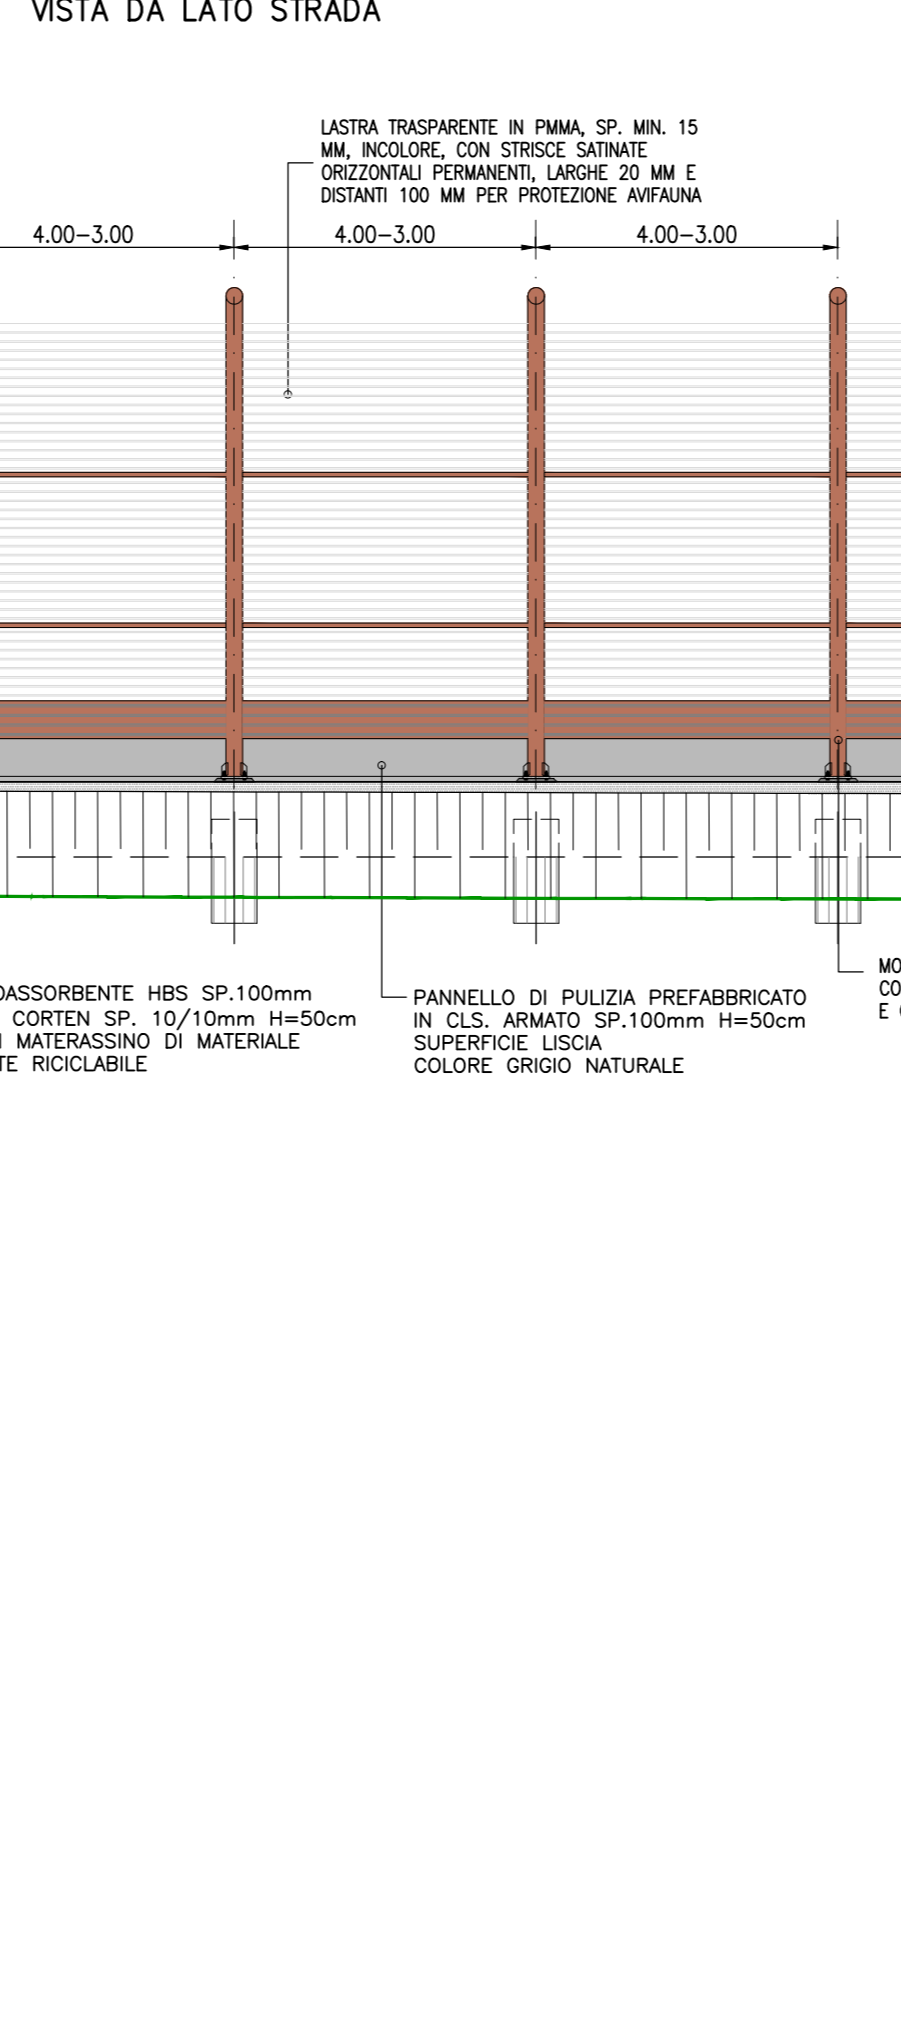 VISTA DA LATO STRADA
LASTRA TRASPARENTE IN PMMA, SP. MIN. 15
MM, INCOLORE, CON STRISCE SATINATE
ORIZZONTALI PERMANENTI, LARGHE 20 MM E
DISTANTI 100 MM PER PROTEZIONE AVIFAUNA
4.00-3.00 4.00-3.00 4.00-3.00
OASSORBENTE HBS SP.100mm
CORTEN SP. 10/10mm H=50cm
MATERASSINO DI MATERIALE
TE RICICLABILE
PANNELLO DI PULIZIA PREFABBRICATO
IN CLS. ARMATO SP.100mm H=50cm
SUPERFICIE LISCIA
COLORE GRIGIO NATURALE
MO
CO
E